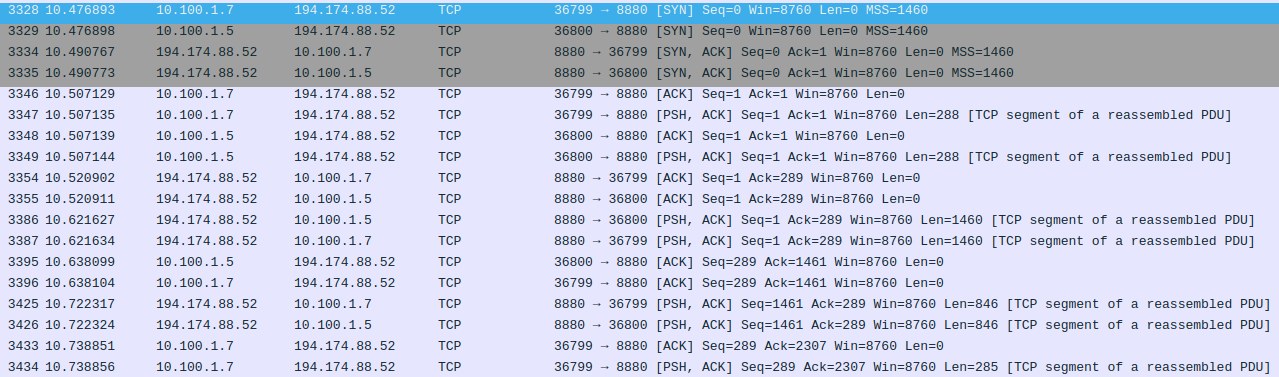 3328 10.476893 10.100.1.7 194.174.88.52 TCP 36799 → 8880 [SYN] Seq=0 Win=8760 Len=0 MSS=1460
3329 10.476898 10.100.1.5 194.174.88.52 TCP 36800 → 8880 [SYN] Seq=0 Win=8760 Len=0 MSS=1460
3334 10.490767 194.174.88.52 10.100.1.7 TCP 8880 → 36799 [SYN, ACK] Seq=0 Ack=1 Win=8760 Len=0 MSS=1460
3335 10.490773 194.174.88.52 10.100.1.5 TCP 8880 → 36800 [SYN, ACK] Seq=0 Ack=1 Win=8760 Len=0 MSS=1460
3346 10.507129 10.100.1.7 194.174.88.52 TCP 36799 → 8880 [ACK] Seq=1 Ack=1 Win=8760 Len=0
3347 10.507135 10.100.1.7 194.174.88.52 TCP 36799 → 8880 [PSH, ACK] Seq=1 Ack=1 Win=8760 Len=288 [TCP segment of a reassembled PDU]
3348 10.507139 10.100.1.5 194.174.88.52 TCP 36800 → 8880 [ACK] Seq=1 Ack=1 Win=8760 Len=0
3349 10.507144 10.100.1.5 194.174.88.52 TCP 36800 → 8880 [PSH, ACK] Seq=1 Ack=1 Win=8760 Len=288 [TCP segment of a reassembled PDU]
3354 10.520902 194.174.88.52 10.100.1.7 TCP 8880 → 36799 [ACK] Seq=1 Ack=289 Win=8760 Len=0
3355 10.520911 194.174.88.52 10.100.1.5 TCP 8880 → 36800 [ACK] Seq=1 Ack=289 Win=8760 Len=0
3386 10.621627 194.174.88.52 10.100.1.5 TCP 8880 → 36800 [PSH, ACK] Seq=1 Ack=289 Win=8760 Len=1460 [TCP segment of a reassembled PDU]
3387 10.621634 194.174.88.52 10.100.1.7 TCP 8880 → 36799 [PSH, ACK] Seq=1 Ack=289 Win=8760 Len=1460 [TCP segment of a reassembled PDU]
3395 10.638099 10.100.1.5 194.174.88.52 TCP 36800 → 8880 [ACK] Seq=289 Ack=1461 Win=8760 Len=0
3396 10.638104 10.100.1.7 194.174.88.52 TCP 36799 → 8880 [ACK] Seq=289 Ack=1461 Win=8760 Len=0
3425 10.722317 194.174.88.52 10.100.1.7 TCP 8880 → 36799 [PSH, ACK] Seq=1461 Ack=289 Win=8760 Len=846 [TCP segment of a reassembled PDU]
3426 10.722324 194.174.88.52 10.100.1.5 TCP 8880 → 36800 [PSH, ACK] Seq=1461 Ack=289 Win=8760 Len=846 [TCP segment of a reassembled PDU]
3433 10.738851 10.100.1.7 194.174.88.52 TCP 36799 → 8880 [ACK] Seq=289 Ack=2307 Win=8760 Len=0
3434 10.738856 10.100.1.7 194.174.88.52 TCP 36799 → 8880 [PSH, ACK] Seq=289 Ack=2307 Win=8760 Len=285 [TCP segment of a reassembled PDU]